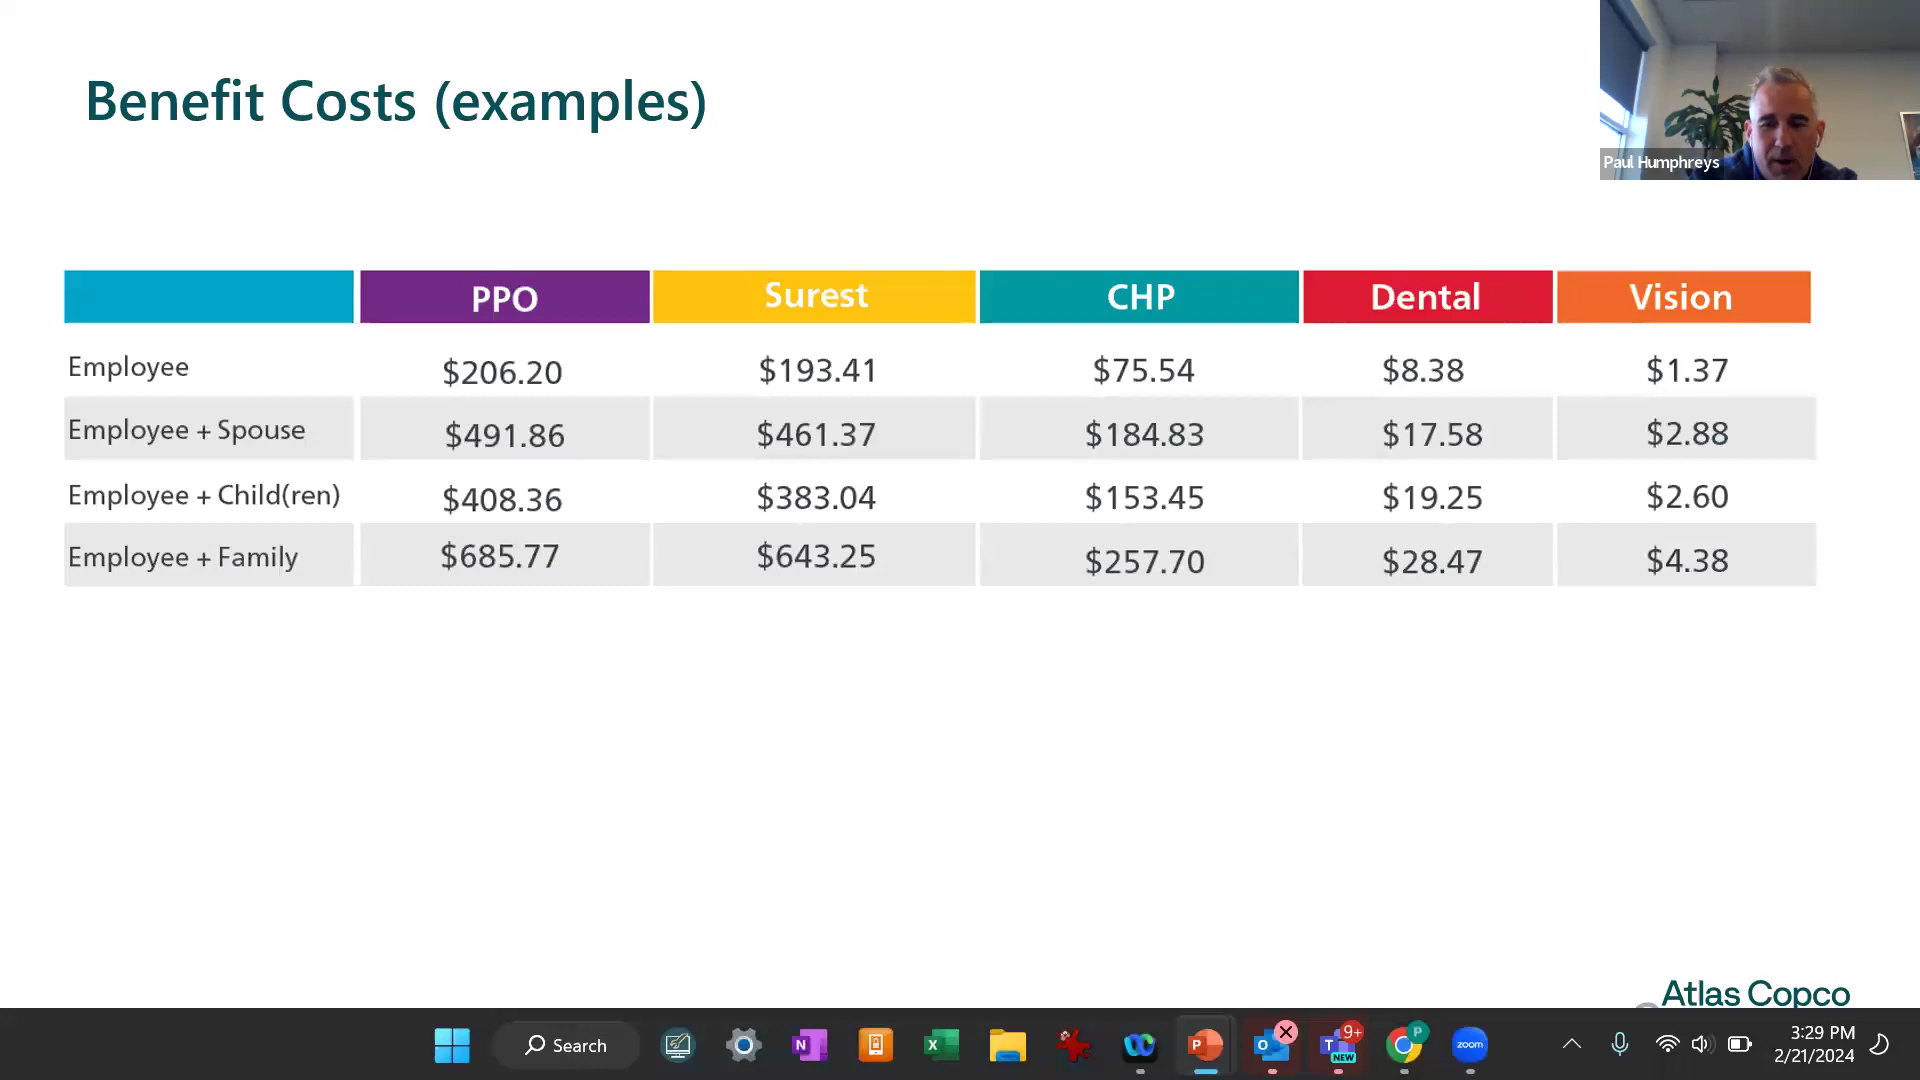 Benefit Costs (examples)
Paul Humphreys
PPO Surest CHP Dental Vision
Employee $206.20 $193.41 $75.54 $8.38 $1.37
Employee + Spouse $491.86 $461.37 $184.83 $17.58 $2.88
Employee + Child(ren) $408.36 $383.04 $153.45 $19.25 $2.60
Employee + Family $685.77 $643.25 $257.70 $28.47 $4.38
Atlas Copco
Search
N
X
P
O
T
9+
NEW
P
zoom
3:29 PM
2/21/2024